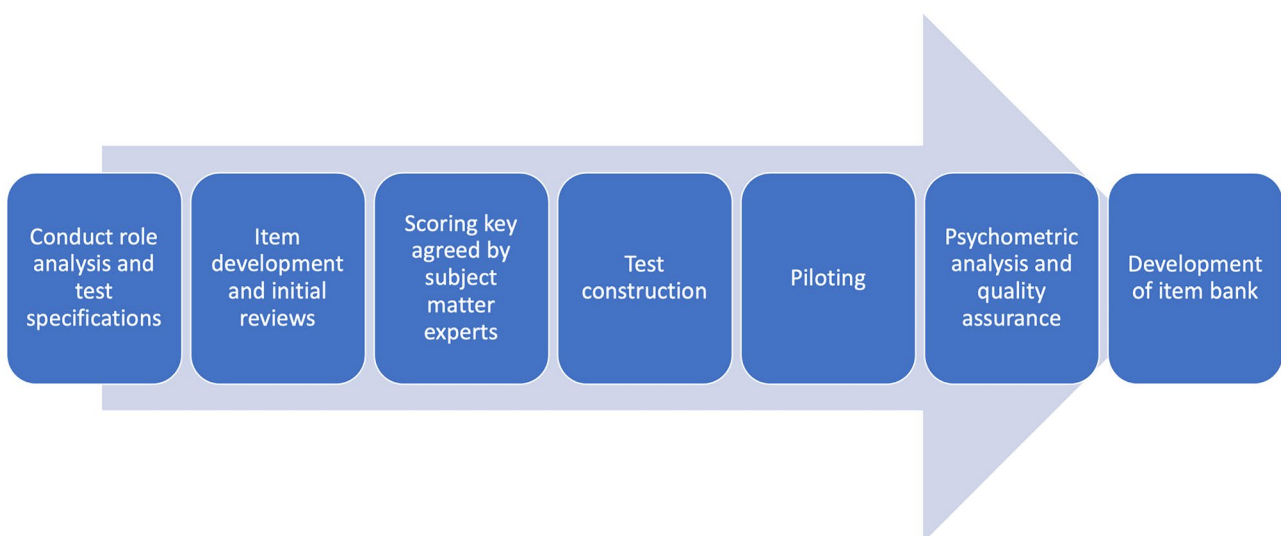 Conduct role
analysis and
test
specifications
Item
development
and initial
reviews
Scoring key
agreed by
subject
matter
experts
Test
construction
Piloting
Psychometric
analysis and
quality
assurance
Development
of item bank